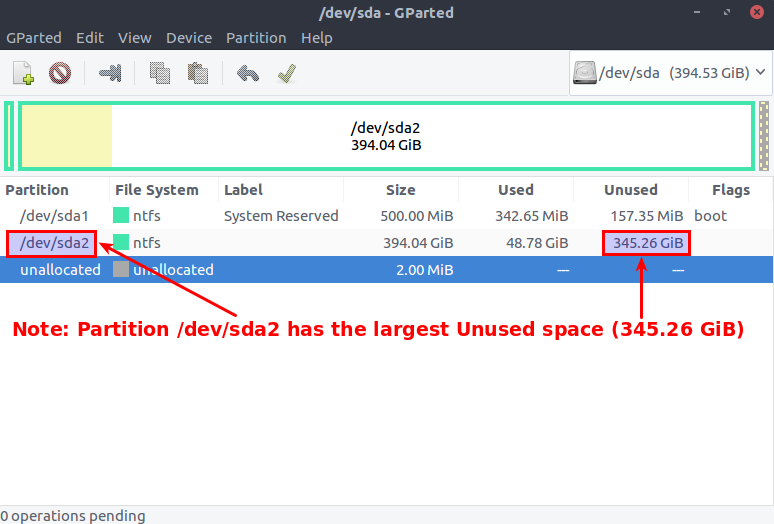 /dev/sda - GParted
GParted Edit View Device Partition Help
/dev/sda (394.53 GiB)
/dev/sda2
394.04 GiB
Partition File System Label Size Used Unused Flags
/dev/sda1 ntfs System Reserved 500.00 MiB 342.65 MiB 157.35 MiB boot
/dev/sda2 ntfs 394.04 GiB 48.78 GiB 345.26 GiB
unallocated unallocated 2.00 MiB --- ---
Note: Partition /dev/sda2 has the largest Unused space (345.26 GiB)
0 operations pending